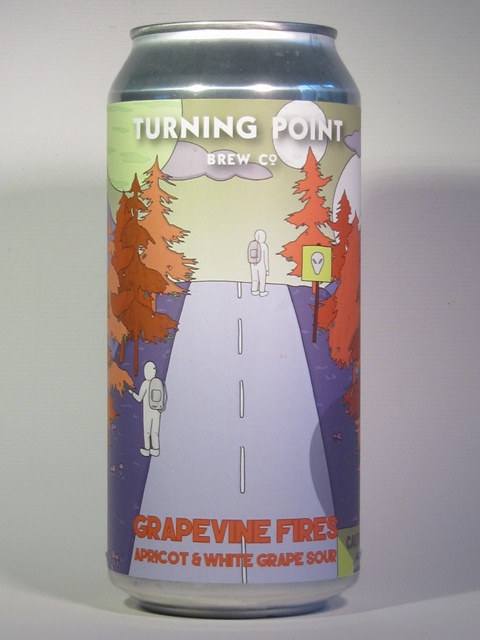 TURNING POINT
BREW CO
GRAPEVINE FIRES
APRICOT & WHITE GRAPE SOUR